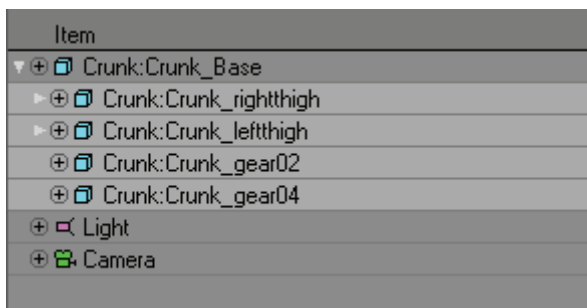 Item
Crunk:Crunk_Base
Crunk:Crunk_rightthigh
Crunk:Crunk_leftthigh
Crunk:Crunk_gear02
Crunk:Crunk_gear04
Light
Camera